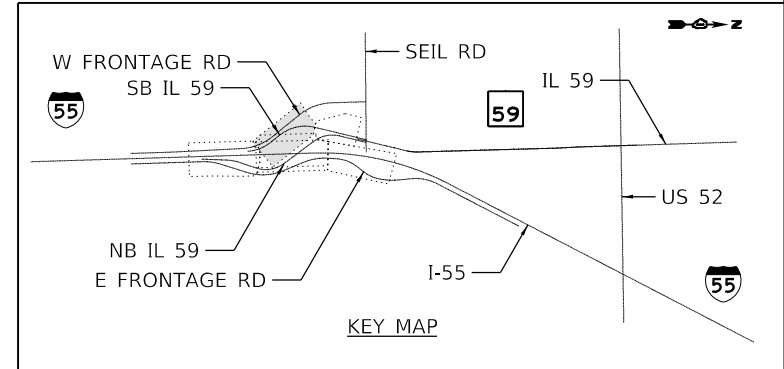 Z
SEIL RD
W FRONTAGE RD
SB IL 59
IL 59
55
59
US 52
NB IL 59
E FRONTAGE RD
I-55
55
KEY MAP